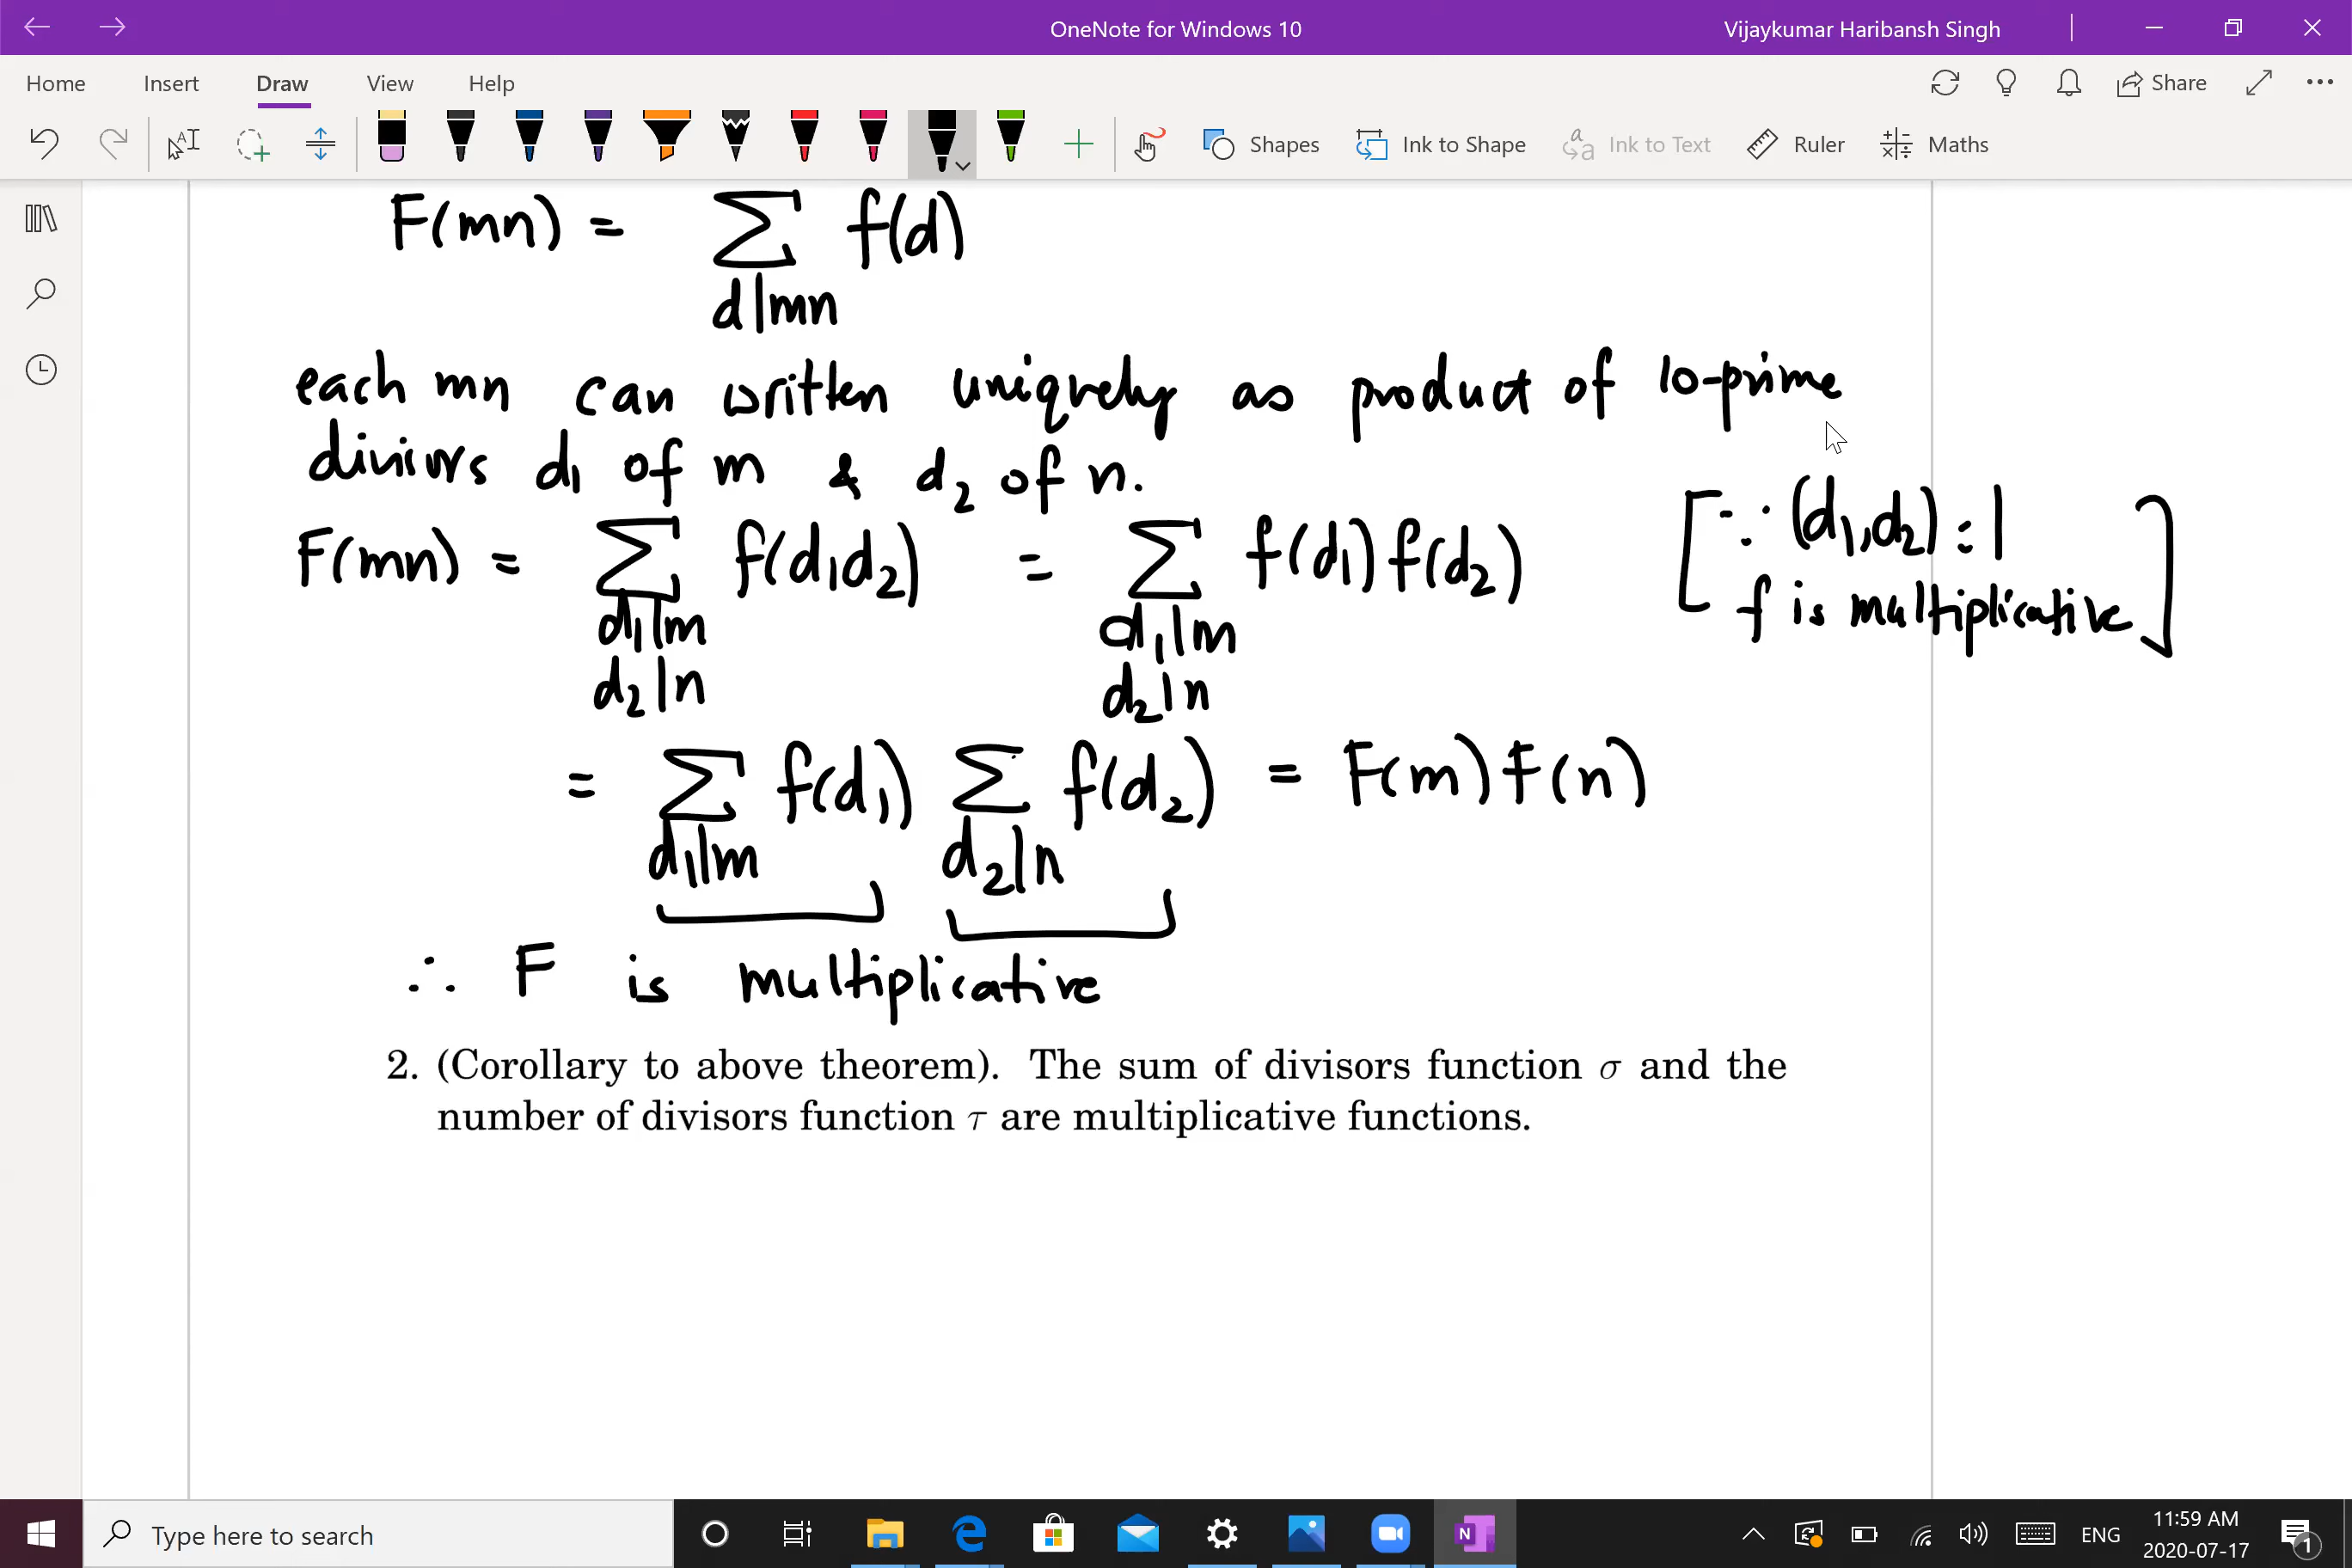 OneNote for Windows 10
Vijaykumar Haribansh Singh
Home Insert Draw View Help Share
Shapes Ink to Shape Ink to Text Ruler Maths
F(mn) = ∑ f(d)
d|mn
each mn can written uniquely as product of co-prime
divisors d₁ of m & d₂ of n.
F(mn) = ∑ f(d₁d₂) = ∑ f(d₁) f(d₂) [∵ (d₁,d₂) = 1
f is multiplicative]
d₁|m d₁|m
d₂|n d₂|n
= ∑ f(d₁) ∑ f(d₂) = F(m) F(n)
d₁|m d₂|n
∴ F is multiplicative
2. (Corollary to above theorem). The sum of divisors function σ and the
number of divisors function τ are multiplicative functions.
Type here to search
ENG
11:59 AM
2020-07-17
1